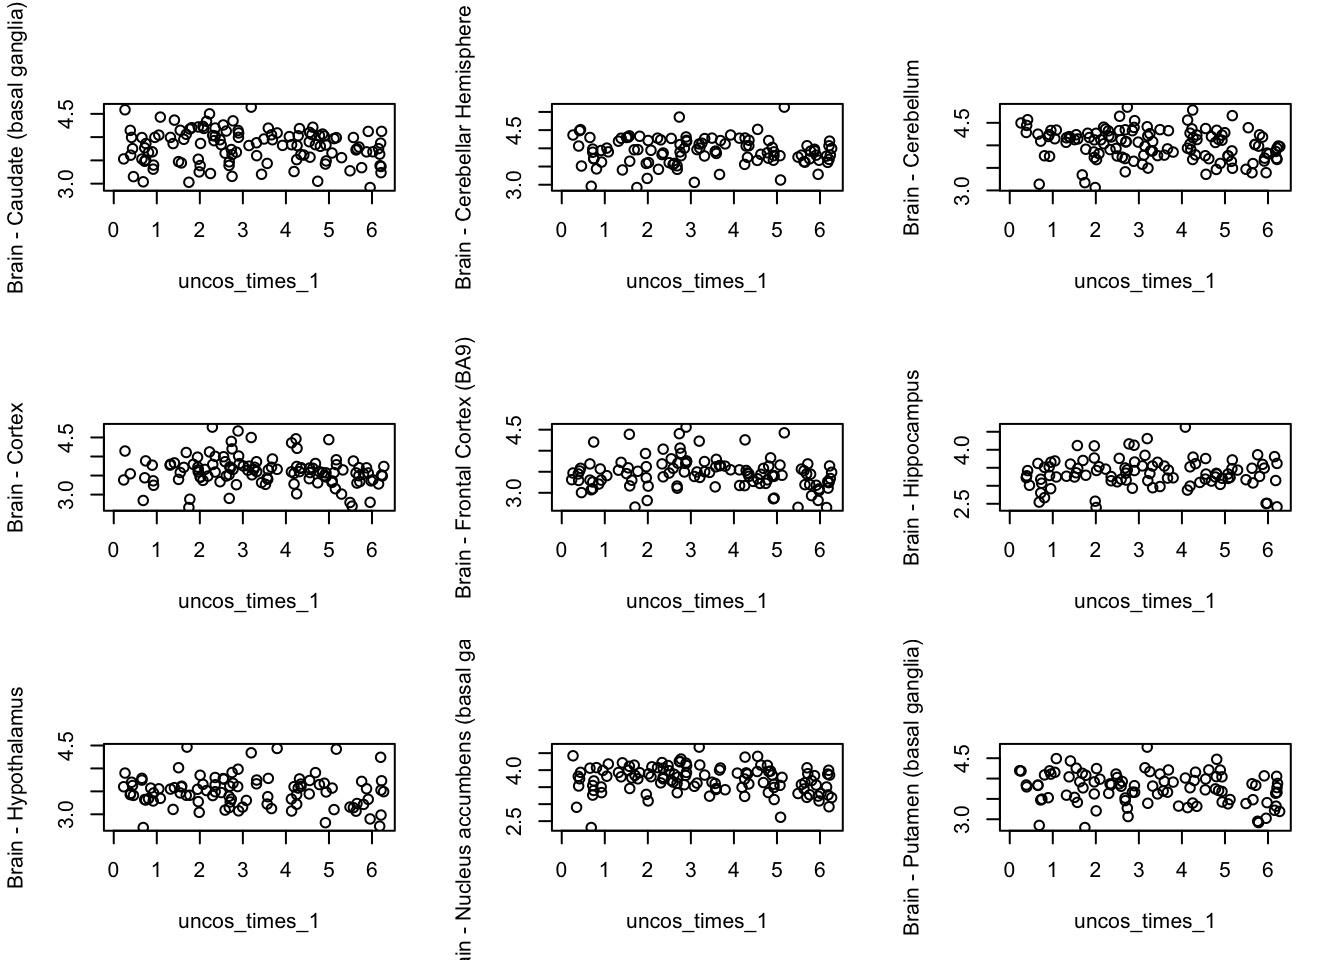 Brain - Caudate (basal ganglia)
4.5
3.0
0 1 2 3 4 5 6
uncos_times_1
Brain - Cerebellar Hemisphere
4.5
3.0
0 1 2 3 4 5 6
uncos_times_1
Brain - Cerebellum
4.5
3.0
0 1 2 3 4 5 6
uncos_times_1
Brain - Cortex
4.5
3.0
0 1 2 3 4 5 6
uncos_times_1
Brain - Frontal Cortex (BA9)
4.5
3.0
0 1 2 3 4 5 6
uncos_times_1
Brain - Hippocampus
4.0
2.5
0 1 2 3 4 5 6
uncos_times_1
Brain - Hypothalamus
4.5
3.0
0 1 2 3 4 5 6
uncos_times_1
ain - Nucleus accumbens (basal ga
4.0
2.5
0 1 2 3 4 5 6
uncos_times_1
Brain - Putamen (basal ganglia)
4.5
3.0
0 1 2 3 4 5 6
uncos_times_1